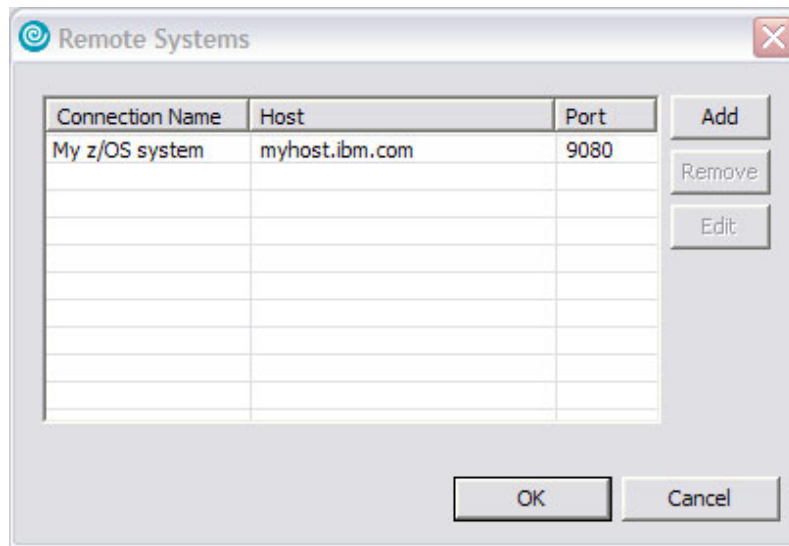 Remote Systems
Connection Name Host Port Add
My z/OS system myhost.ibm.com 9080
Remove
Edit
OK Cancel